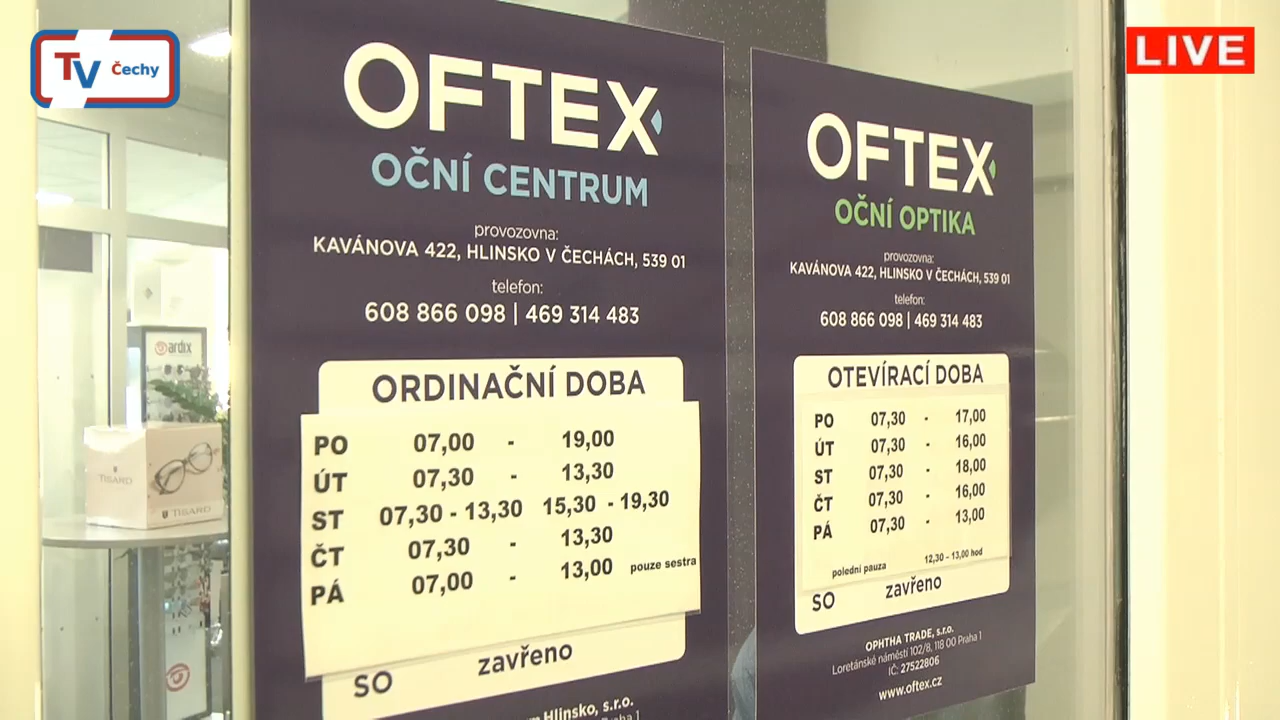 TV Čechy
LIVE
OFTEX
OČNÍ CENTRUM
provozovna:
KAVÁNOVA 422, HLINSKO V ČECHÁCH, 539 01
telefon:
608 866 098 | 469 314 483
ORDINAČNÍ DOBA
PO 07,00 - 19,00
ÚT 07,30 - 13,30
ST 07,30 - 13,30 15,30 - 19,30
ČT 07,30 - 13,30
PÁ 07,00 - 13,00 pouze sestra
SO zavřeno
Hlinsko, s.r.o.
OFTEX
OČNÍ OPTIKA
provozovna:
KAVÁNOVA 422, HLINSKO V ČECHÁCH, 539 01
telefon:
608 866 098 | 469 314 483
OTEVÍRACÍ DOBA
PO 07,30 - 17,00
ÚT 07,30 - 16,00
ST 07,30 - 18,00
ČT 07,30 - 16,00
PÁ 07,30 - 13,00
polední pauza 12,30 - 13,00 hod
SO zavřeno
OPHTHA TRADE, s.r.o.
Loretánské náměstí 102/8, 118 00 Praha 1
IČ: 27522806
www.oftex.cz
ardix
TISARD
TISARD